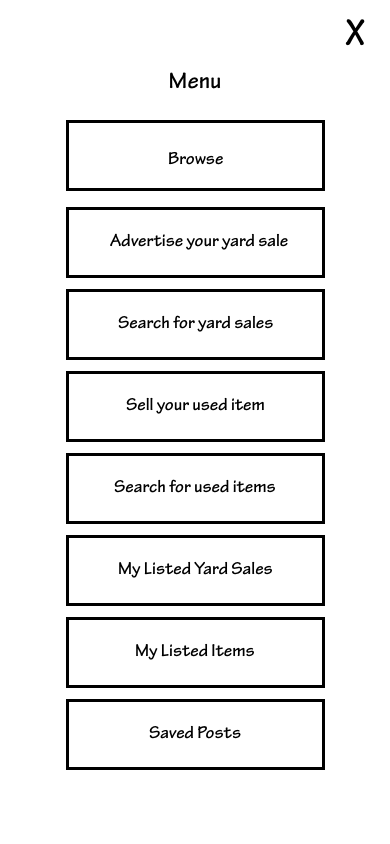 X
Menu
Browse
Advertise your yard sale
Search for yard sales
Sell your used item
Search for used items
My Listed Yard Sales
My Listed Items
Saved Posts